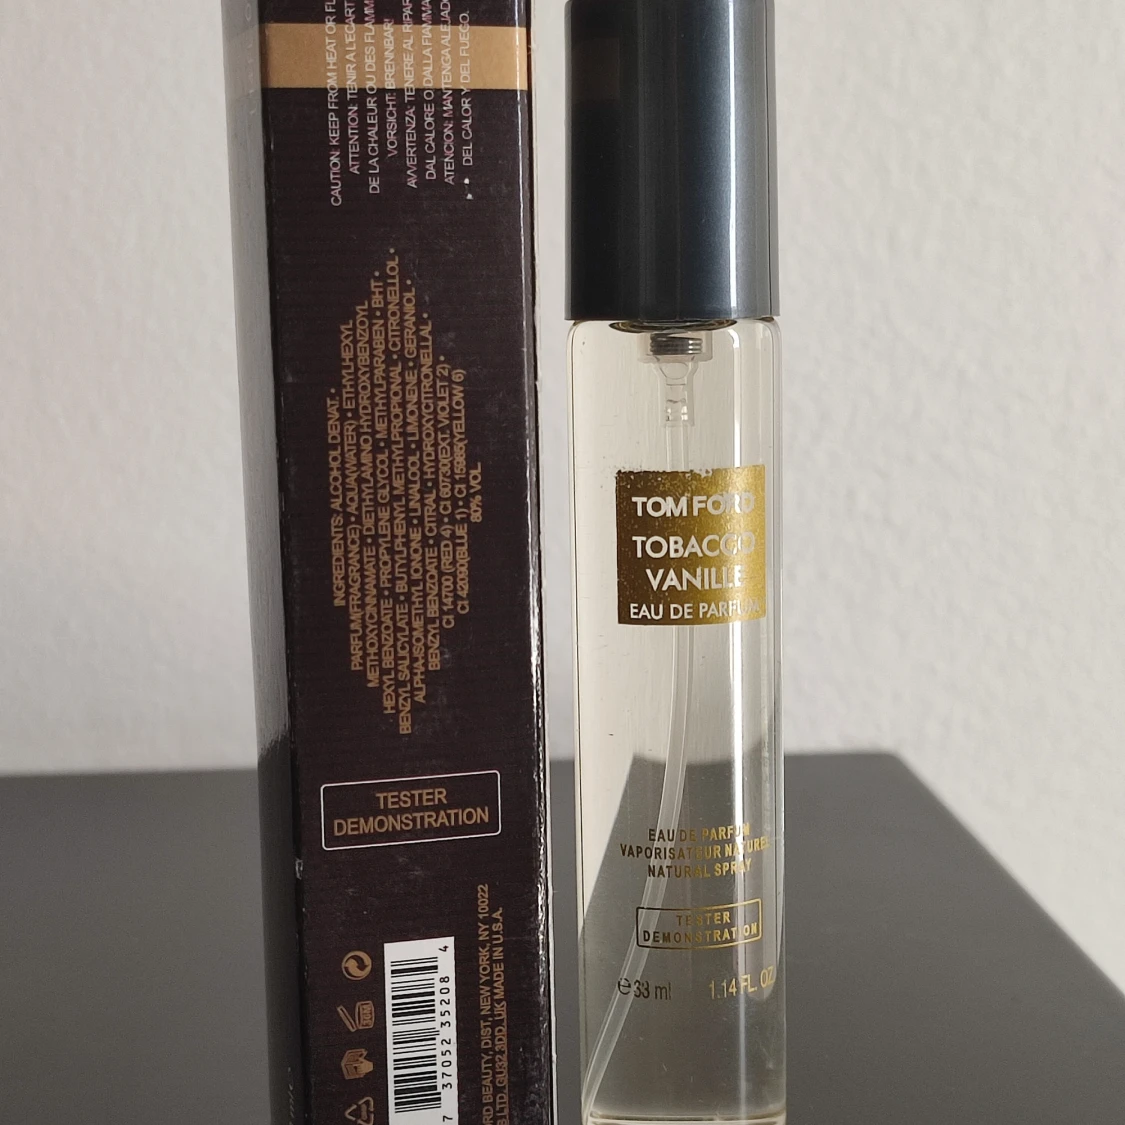 CAUTION: KEEP FROM HEAT OR
ATTENTION: TENIR A L'ECART
DE LA CHALEUR OU DES
VORSICHT: BRENNBAR!
AVVERTENZA: TENERE AL
DAL CALORE O DALLA FIAMMA
ATENCION: MANTENGA
DEL CALOR Y DEL FUEGO.
INGREDIENTS: ALCOHOL DENAT. •
PARFUM(FRAGRANCE) • AQUA(WATER) • ETHYLHEXYL
METHOXYCINNAMATE • DIETHYLAMINO HYDROXYBENZOYL
HEXYL BENZOATE • PROPYLENE GLYCOL • METHYLPARABEN • BHT •
BENZYL SALICYLATE • BUTYLPHENYL METHYLPROPIONAL • CITRONELLOL •
ALPHA-ISOMETHYL IONONE • LINALOOL • LIMONENE • GERANIOL •
BENZYL BENZOATE • CITRAL • HYDROXYCITRONELLAL •
CI 14700 (RED 4) • CI 60730(EXT. VIOLET 2) •
CI 42090(BLUE 1) • CI 15985(YELLOW 6)
80% VOL
TESTER
DEMONSTRATION
7 37052 35208 4
BEAUTY, DIST, NEW YORK, NY 10022
LTD. GU32 3DD. UK MADE IN U.S.A.
TOM FORD
TOBACCO
VANILLE
EAU DE PARFUM
EAU DE PARFUM
VAPORISATEUR NATUREL
NATURAL SPRAY
TESTER
DEMONSTRATION
e 33 ml 1.14 FL. OZ